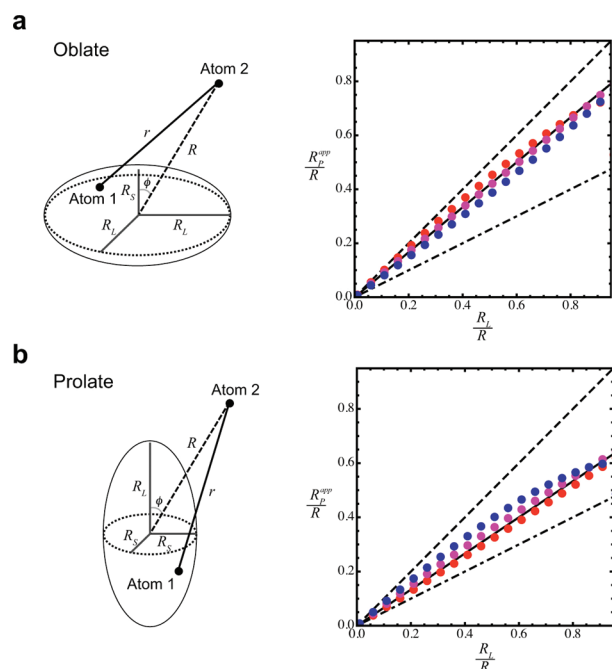 a
Oblate
Atom 2
r
R
R_S
ϕ
Atom 1
R_L
R_L
R_P^{app}
R
0.8
0.6
0.4
0.2
0.0
0.0 0.2 0.4 0.6 0.8
R_L
R
b
Prolate
Atom 2
R
R_L
ϕ
r
R_S
R_S
Atom 1
R_P^{app}
R
0.8
0.6
0.4
0.2
0.0
0.0 0.2 0.4 0.6 0.8
R_L
R